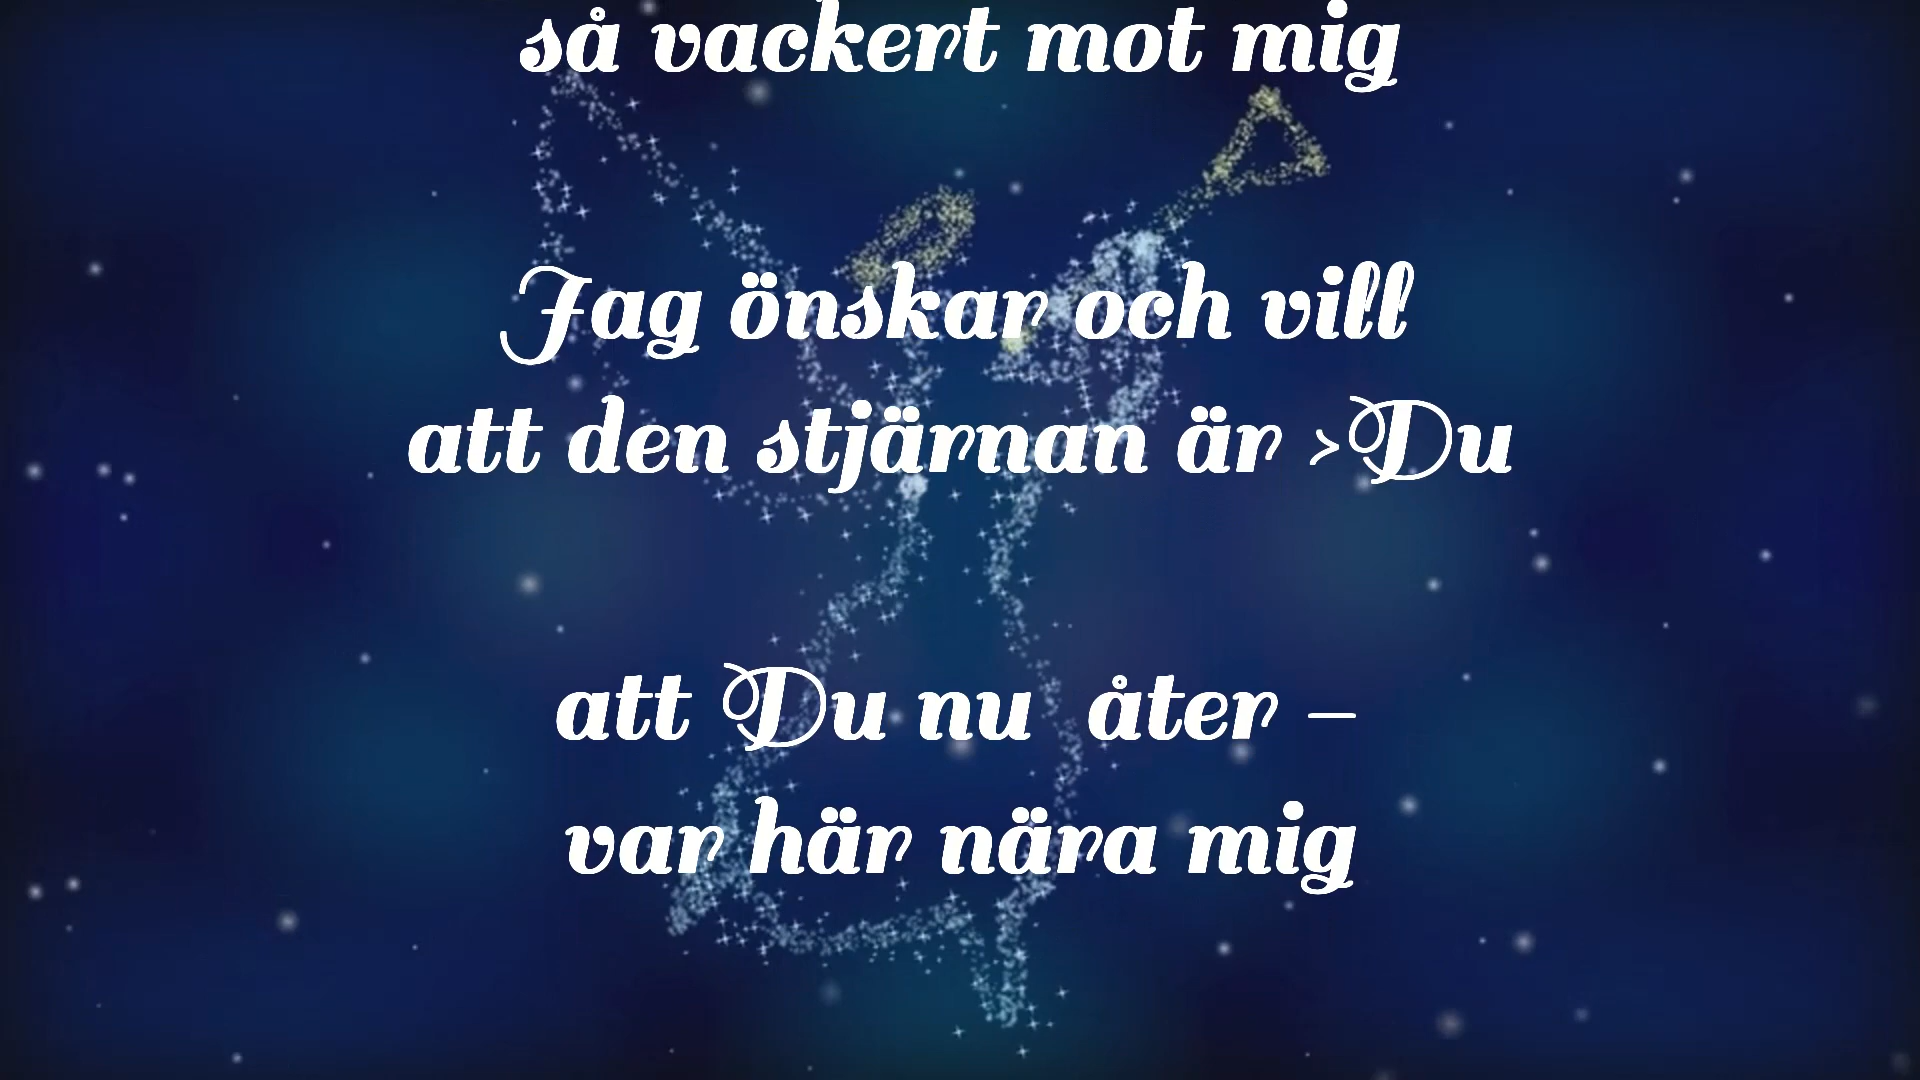 så vackert mot mig
Jag önskar och vill
att den stjärnan är >Du
att Du nu  åter –
var här nära mig